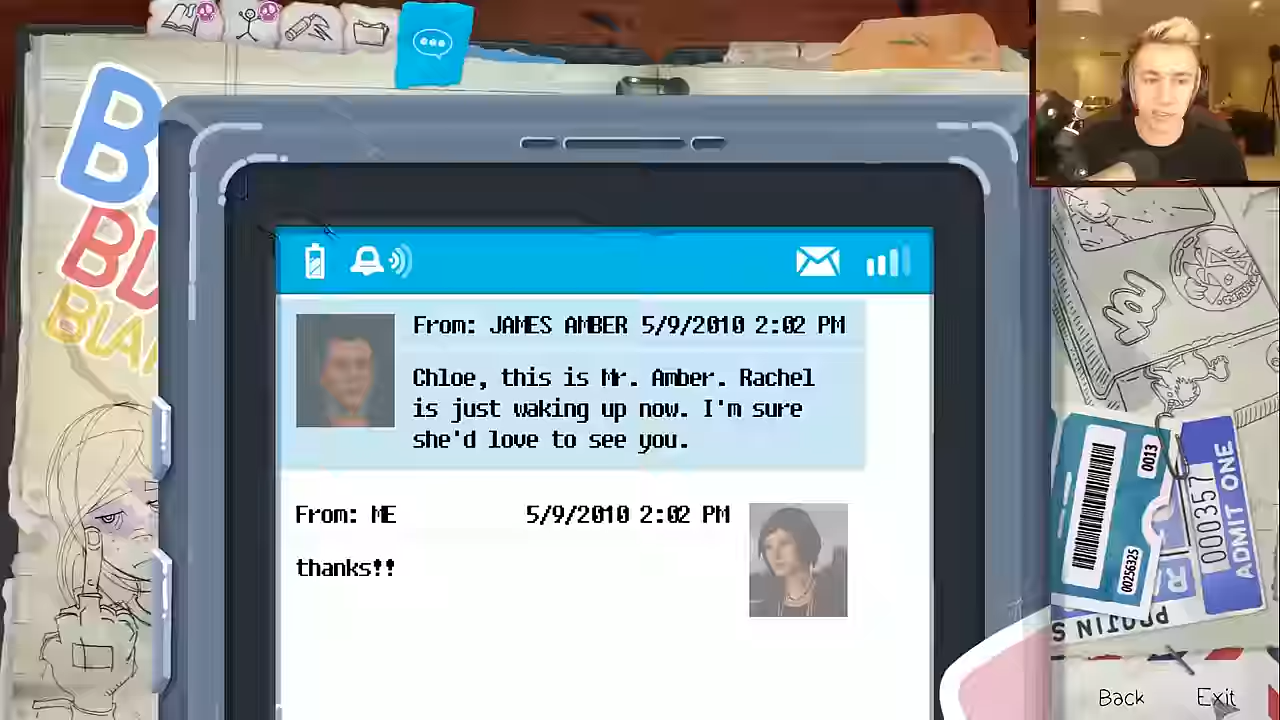 From: JAMES AMBER 5/9/2010 2:02 PM
Chloe, this is Mr. Amber. Rachel
is just waking up now. I'm sure
she'd love to see you.
From: ME 5/9/2010 2:02 PM
thanks!!
0013
00256325
000357
ADMIT ONE
Back
Exit